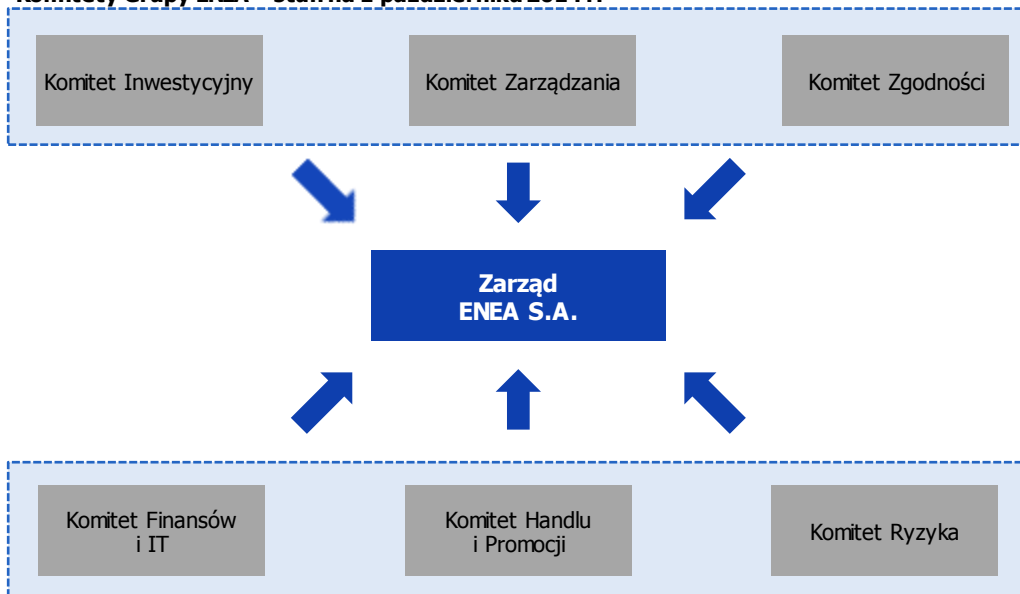 Komitet Inwestycyjny
Komitet Zarządzania
Komitet Zgodności
Zarząd
ENEA S.A.
Komitet Finansów
i IT
Komitet Handlu
i Promocji
Komitet Ryzyka